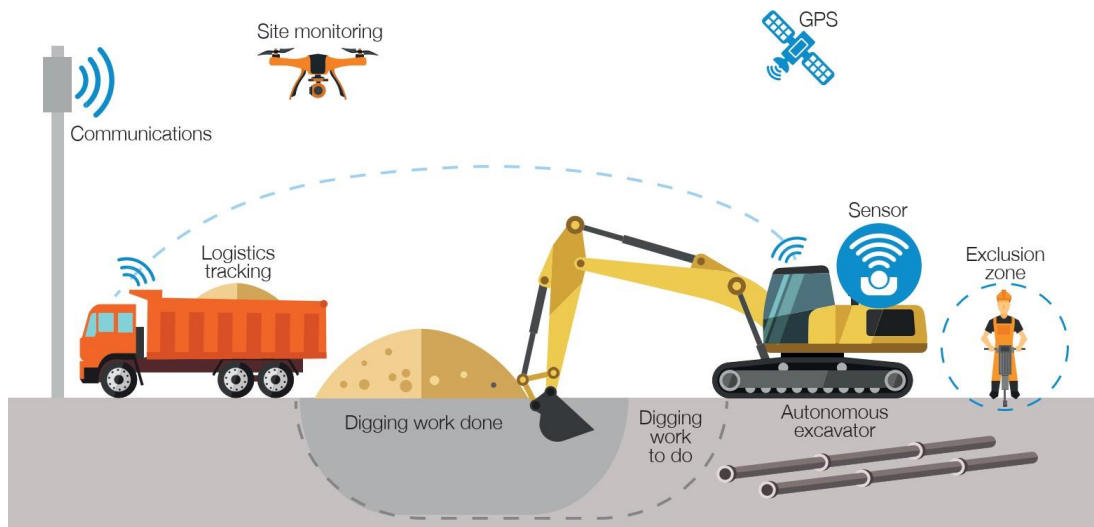 Site monitoring
GPS
Communications
Logistics
tracking
Sensor
Exclusion
zone
Digging work done
Digging
work
to do
Autonomous
excavator